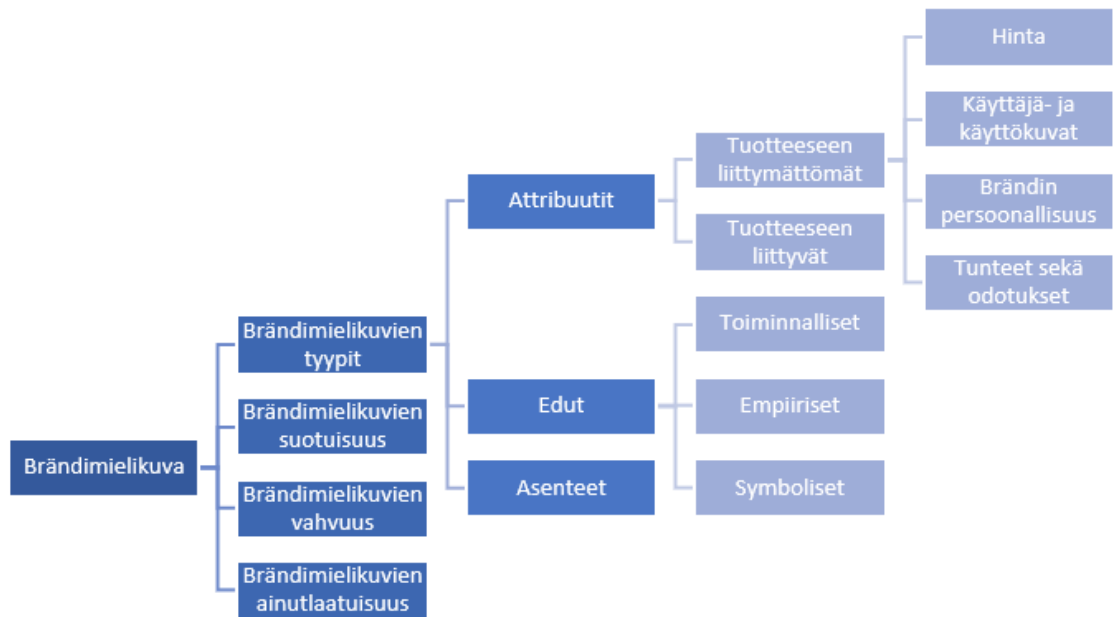 Hinta
Käyttäjä- ja
käyttökuvat
Tuotteeseen
liittymättömät
Attribuutit
Brändin
persoonallisuus
Tuotteeseen
liittyvät
Tunteet sekä
odotukset
Brändimielikuvien
tyypit
Toiminnalliset
Brändimielikuvien
suotuisuus
Edut
Empiiriset
Brändimielikuva
Asenteet
Symboliset
Brändimielikuvien
vahvuus
Brändimielikuvien
ainutlaatuisuus